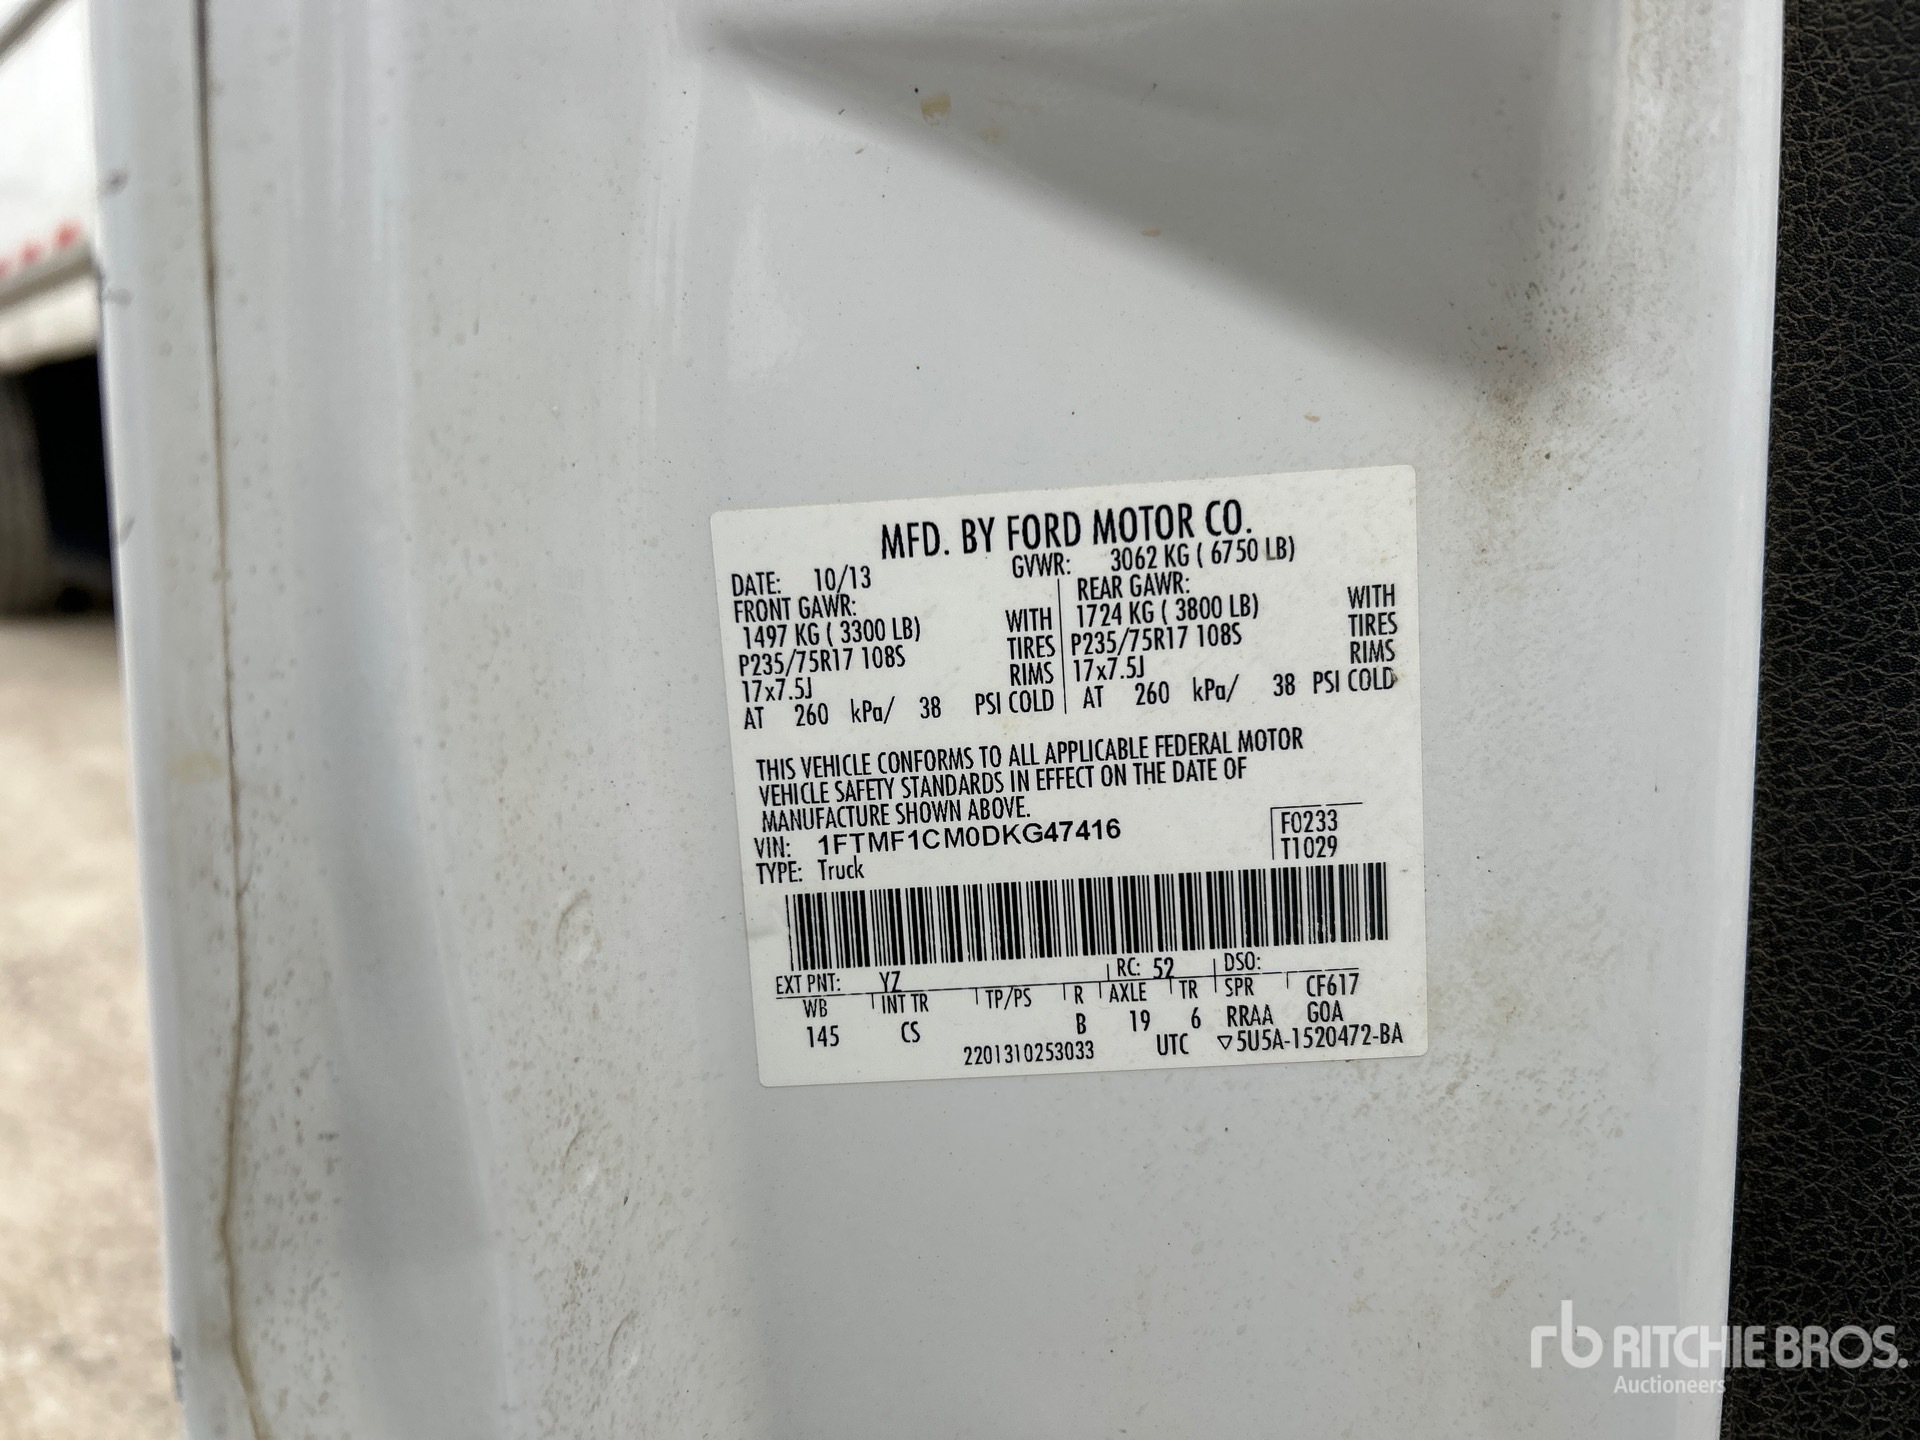 MFD. BY FORD MOTOR CO.
DATE: 10/13 GVWR: 3062 KG ( 6750 LB)
FRONT GAWR: REAR GAWR:
1497 KG ( 3300 LB) WITH 1724 KG ( 3800 LB) WITH
P235/75R17 108S TIRES P235/75R17 108S TIRES
17x7.5J RIMS 17x7.5J RIMS
AT 260 kPa/ 38 PSI COLD AT 260 kPa/ 38 PSI COLD
THIS VEHICLE CONFORMS TO ALL APPLICABLE FEDERAL MOTOR
VEHICLE SAFETY STANDARDS IN EFFECT ON THE DATE OF
MANUFACTURE SHOWN ABOVE.
VIN: 1FTMF1CM0DKG47416 F0233
TYPE: Truck T1029
EXT PNT: YZ RC: 52 DSO:
WB INT TR TP/PS R AXLE TR SPR CF617
145 CS B 19 6 RRAA GOA
2201310253033 UTC ▽5U5A-1520472-BA
rb RITCHIE BROS.
Auctioneers